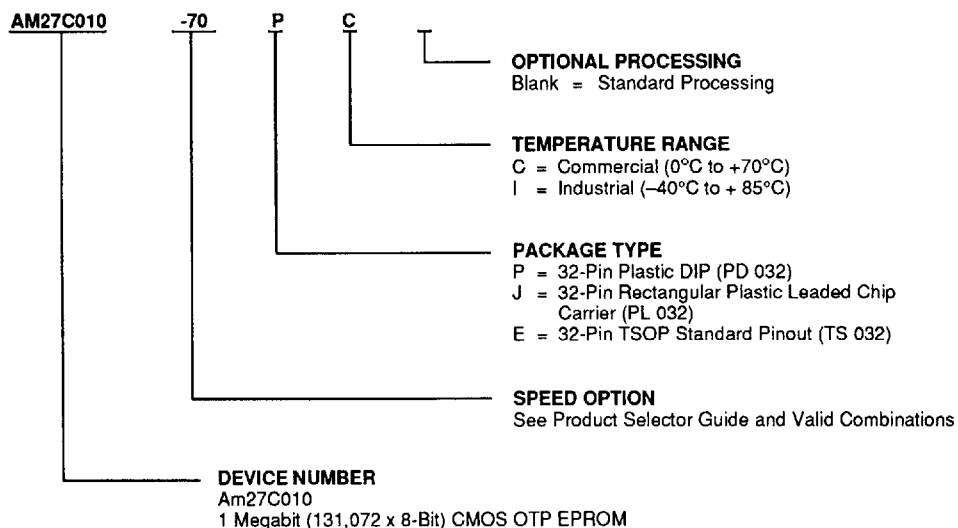 AM27C010 -70 P C
OPTIONAL PROCESSING
Blank = Standard Processing
TEMPERATURE RANGE
C = Commercial (0°C to +70°C)
I = Industrial (–40°C to + 85°C)
PACKAGE TYPE
P = 32-Pin Plastic DIP (PD 032)
J = 32-Pin Rectangular Plastic Leaded Chip
Carrier (PL 032)
E = 32-Pin TSOP Standard Pinout (TS 032)
SPEED OPTION
See Product Selector Guide and Valid Combinations
DEVICE NUMBER
Am27C010
1 Megabit (131,072 x 8-Bit) CMOS OTP EPROM